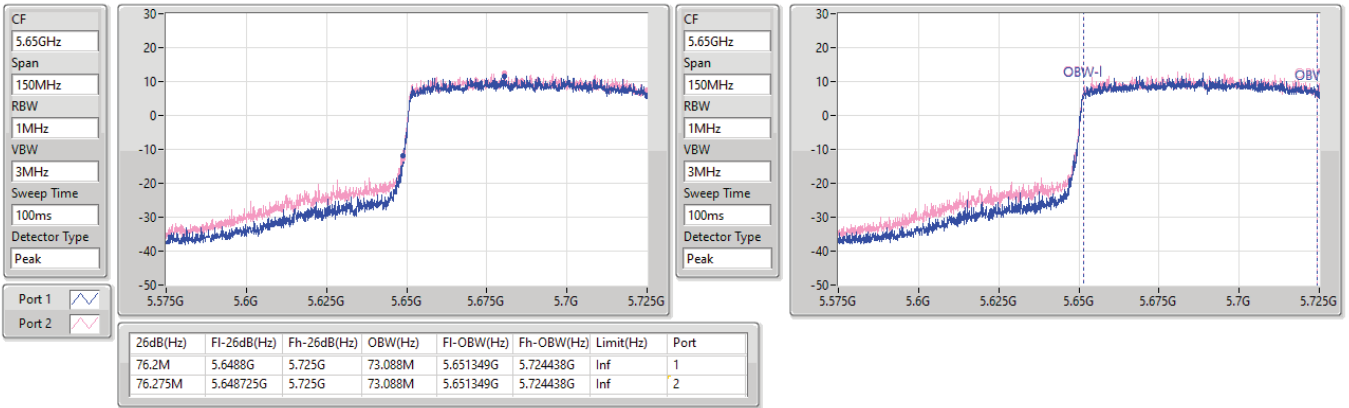 CF
5.65GHz
Span
150MHz
RBW
1MHz
VBW
3MHz
Sweep Time
100ms
Detector Type
Peak
Port 1
Port 2
30-
20-
10-
0-
-10-
-20-
-30-
-40-
-50-
5.575G 5.6G 5.625G 5.65G 5.675G 5.7G 5.725G
CF
5.65GHz
Span
150MHz
RBW
1MHz
VBW
3MHz
Sweep Time
100ms
Detector Type
Peak
30-
20-
10-
0-
-10-
-20-
-30-
-40-
-50-
OBW-l
OBV
5.575G 5.6G 5.625G 5.65G 5.675G 5.7G 5.725G
26dB(Hz) Fl-26dB(Hz) Fh-26dB(Hz) OBW(Hz) Fl-OBW(Hz) Fh-OBW(Hz) Limit(Hz) Port
76.2M 5.6488G 5.725G 73.088M 5.651349G 5.724438G Inf 1
76.275M 5.648725G 5.725G 73.088M 5.651349G 5.724438G Inf 2